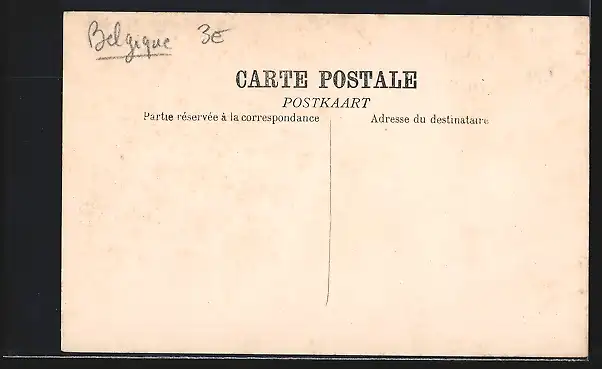 Belgique 3E
CARTE POSTALE
POSTKAART
Partie réservée à la correspondance Adresse du destinataire